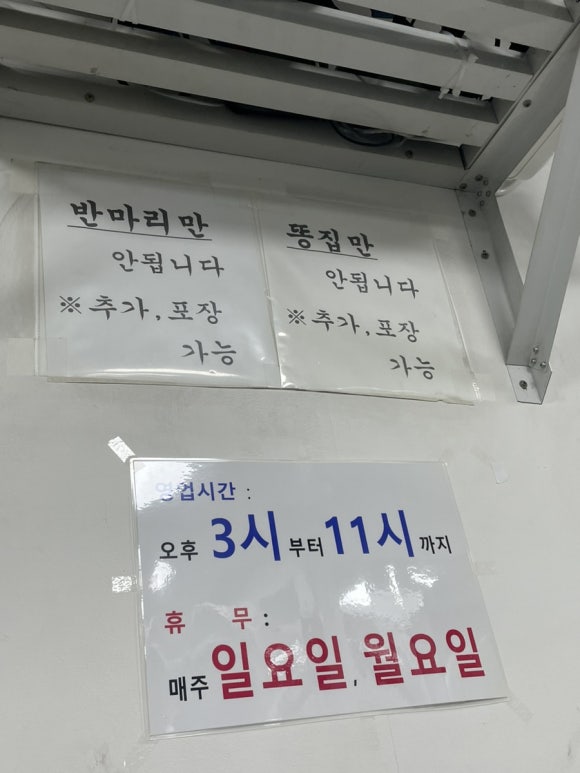 반마리만
안됩니다
※추가, 포장
가능
똥집만
안됩니다
※추가, 포장
가능
영업시간 :
오후 3시부터 11시까지
휴 무 :
매주 일요일, 월요일